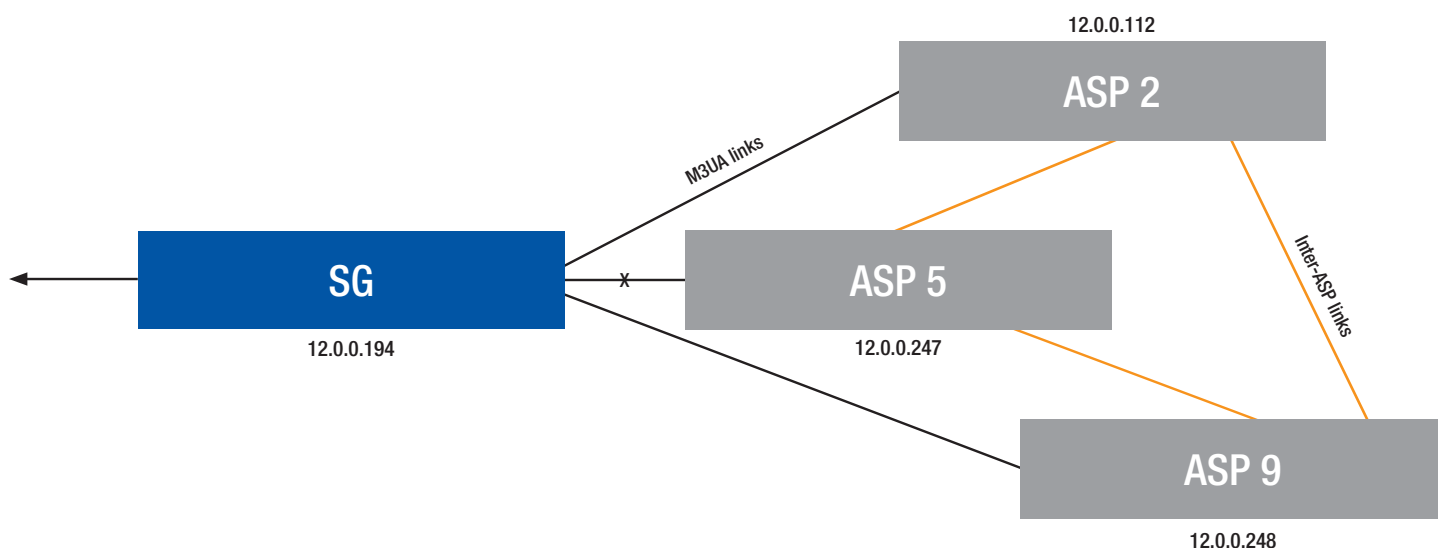 12.0.0.112
ASP 2
M3UA links
SG
X
ASP 5
Inter-ASP links
12.0.0.194
12.0.0.247
ASP 9
12.0.0.248